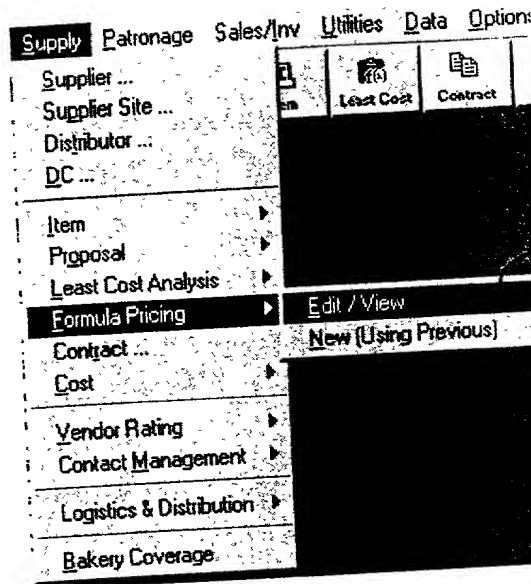 Supply Patronage Sales/Inv Utilities Data Options
Supplier ...
Supplier Site ...
Distributor ...
DC ...
Least Cost Contract
Item
Proposal
Least Cost Analysis
Formula Pricing
Edit / View
New (Using Previous)
Contract ...
Cost
Vendor Rating
Contact Management
Logistics & Distribution
Bakery Coverage